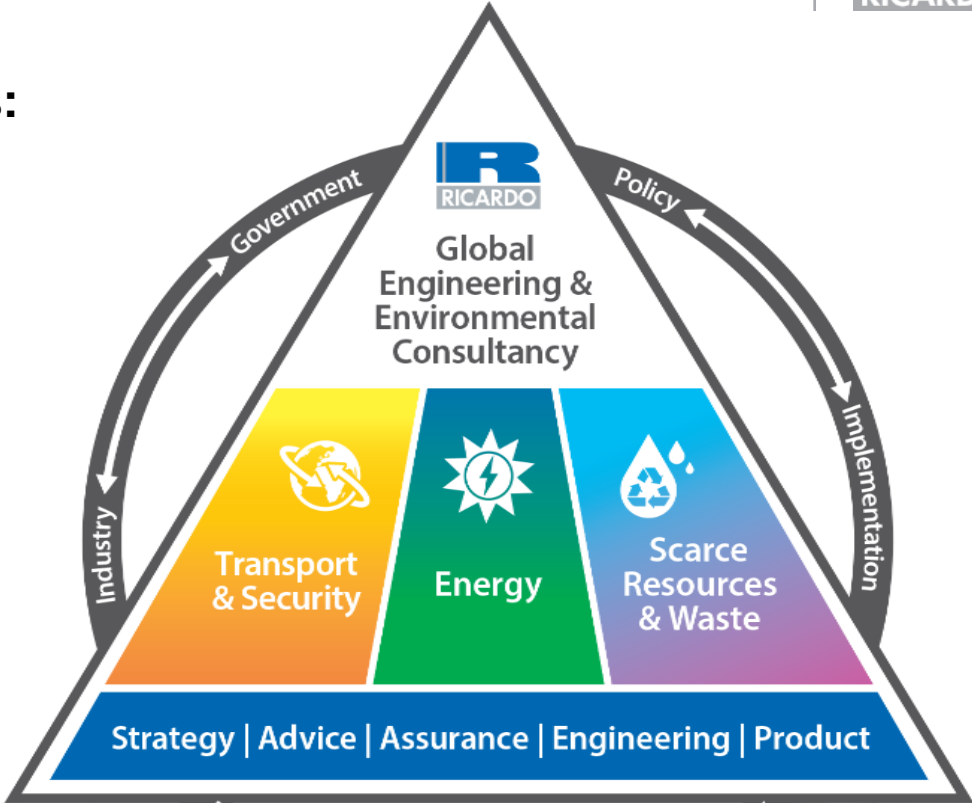 RICARDO
Global
Engineering &
Environmental
Consultancy
Government
Industry
Policy
Implementation
Transport
& Security
Energy
Scarce
Resources
& Waste
Strategy | Advice | Assurance | Engineering | Product